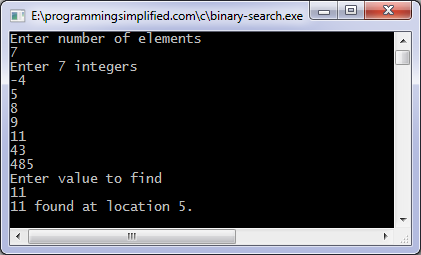 E:\programmingsimplified.com\c\binary-search.exe
Enter number of elements
7
Enter 7 integers
-4
5
8
9
11
43
485
Enter value to find
11
11 found at location 5.